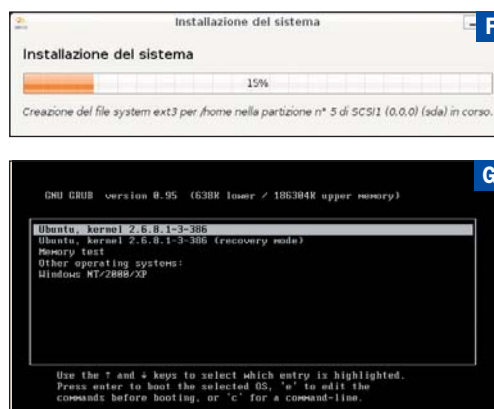 Installazione del sistema
F
Installazione del sistema
15%
Creazione del file system ext3 per /home nella partizione n° 5 di SCSI1 (0,0,0) (sda) in corso.
G
GNU GRUB version 0.95 (638K lower / 186304K upper memory)
Ubuntu, kernel 2.6.8.1-3-386
Ubuntu, kernel 2.6.8.1-3-386 (recovery mode)
Memory test
Other operating systems:
Windows NT/2000/XP
Use the ↑ and ↓ keys to select which entry is highlighted.
Press enter to boot the selected OS, 'e' to edit the
commands before booting, or 'c' for a command-line.